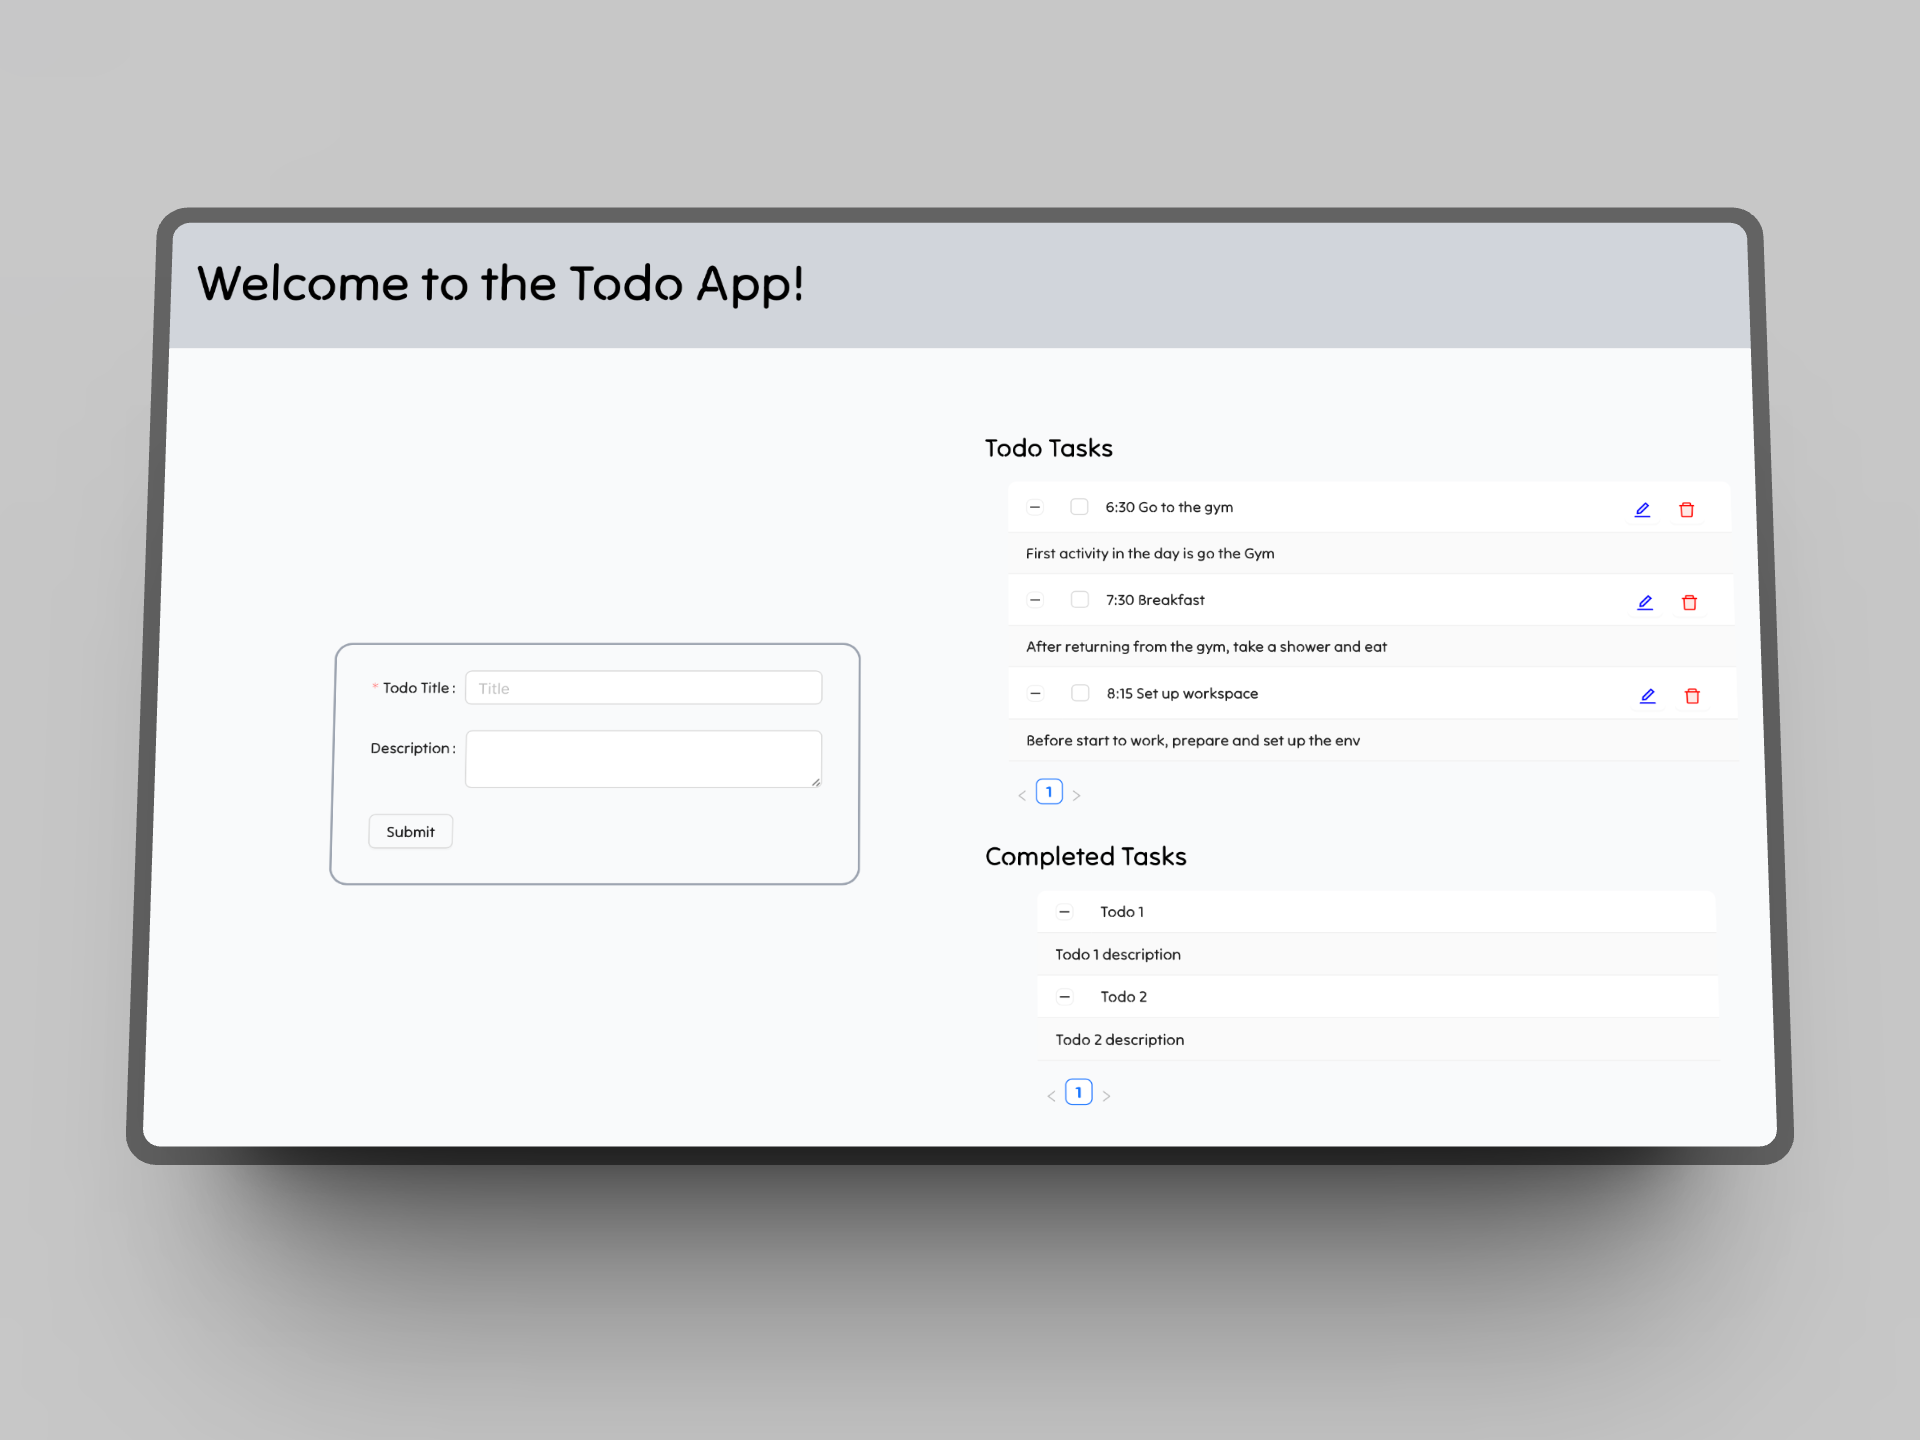 Welcome to the Todo App!
* Todo Title :
Title
Description :
Submit
Todo Tasks
6:30 Go to the gym
First activity in the day is go the Gym
7:30 Breakfast
After returning from the gym, take a shower and eat
8:15 Set up workspace
Before start to work, prepare and set up the env
< 1 >
Completed Tasks
Todo 1
Todo 1 description
Todo 2
Todo 2 description
< 1 >